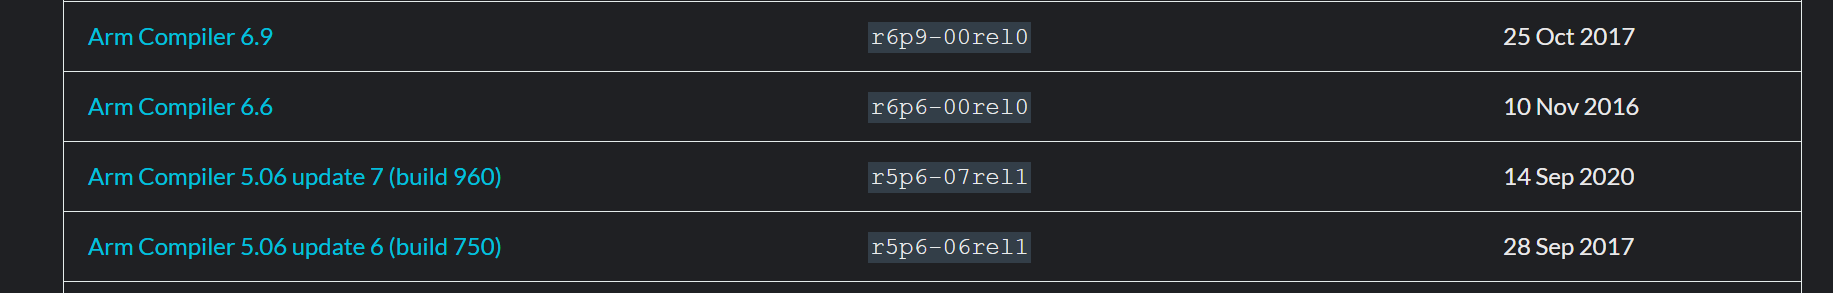 Arm Compiler 6.9 r6p9-00rel0 25 Oct 2017
Arm Compiler 6.6 r6p6-00rel0 10 Nov 2016
Arm Compiler 5.06 update 7 (build 960) r5p6-07rel1 14 Sep 2020
Arm Compiler 5.06 update 6 (build 750) r5p6-06rel1 28 Sep 2017